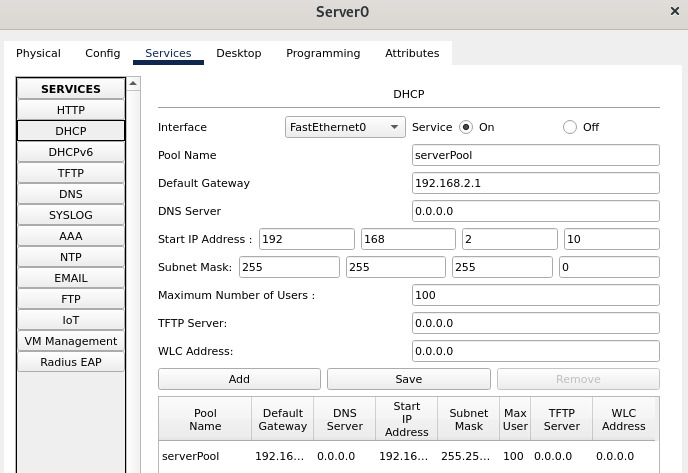 Server0 ×
Physical Config Services Desktop Programming Attributes
SERVICES
HTTP
DHCP
DHCPv6
TFTP
DNS
SYSLOG
AAA
NTP
EMAIL
FTP
IoT
VM Management
Radius EAP
DHCP
Interface FastEthernet0 Service On Off
Pool Name serverPool
Default Gateway 192.168.2.1
DNS Server 0.0.0.0
Start IP Address : 192 168 2 10
Subnet Mask: 255 255 255 0
Maximum Number of Users : 100
TFTP Server: 0.0.0.0
WLC Address: 0.0.0.0
Add Save Remove
Pool Name Default Gateway DNS Server Start IP Address Subnet Mask Max User TFTP Server WLC Address
serverPool 192.16... 0.0.0.0 192.16... 255.25... 100 0.0.0.0 0.0.0.0